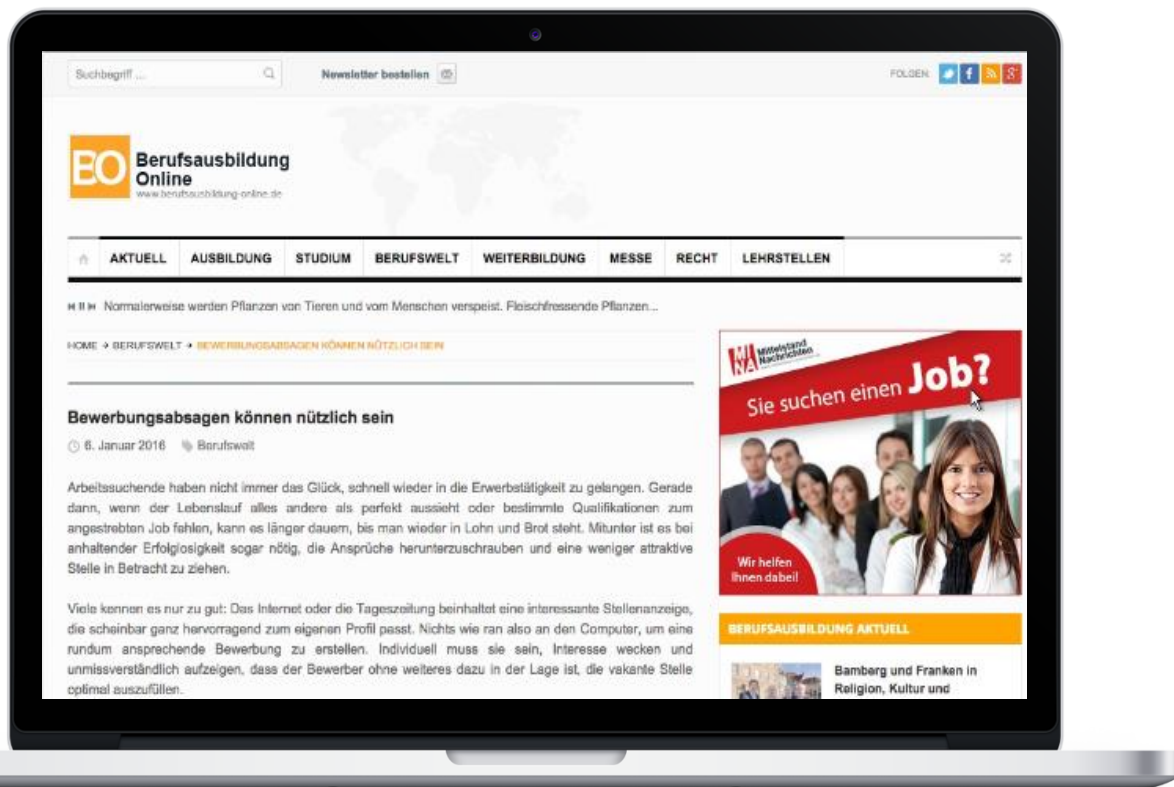 Suchbegriff ...
Newsletter bestellen
FOLGEN:
BO
Berufsausbildung
Online
www.berufsausbildung-online.de
AKTUELL AUSBILDUNG STUDIUM BERUFSWELT WEITERBILDUNG MESSE RECHT LEHRSTELLEN
Normalerweise werden Pflanzen von Tieren und vom Menschen verspeist. Fleischfressende Pflanzen...
HOME → BERUFSWELT → BEWERBUNGSABSAGEN KÖNNEN NÜTZLICH SEIN
Bewerbungsabsagen können nützlich sein
6. Januar 2016 Berufswelt
Arbeitssuchende haben nicht immer das Glück, schnell wieder in die Erwerbstätigkeit zu gelangen. Gerade
dann, wenn der Lebenslauf alles andere als perfekt aussieht oder bestimmte Qualifikationen zum
angestrebten Job fehlen, kann es länger dauern, bis man wieder in Lohn und Brot steht. Mitunter ist es bei
anhaltender Erfolglosigkeit sogar nötig, die Ansprüche herunterzuschrauben und eine weniger attraktive
Stelle in Betracht zu ziehen.
Viele kennen es nur zu gut: Das Internet oder die Tageszeitung beinhaltet eine interessante Stellenanzeige,
die scheinbar ganz hervorragend zum eigenen Profil passt. Nichts wie ran also an den Computer, um eine
rundum ansprechende Bewerbung zu erstellen. Individuell muss sie sein, Interesse wecken und
unmissverständlich aufzeigen, dass der Bewerber ohne weiteres dazu in der Lage ist, die vakante Stelle
optimal auszufüllen.
MI
NA
Mittelstand
Nachrichten
Sie suchen einen Job?
Wir helfen
Ihnen dabei!
BERUFSAUSBILDUNG AKTUELL
Bamberg und Franken in
Religion, Kultur und